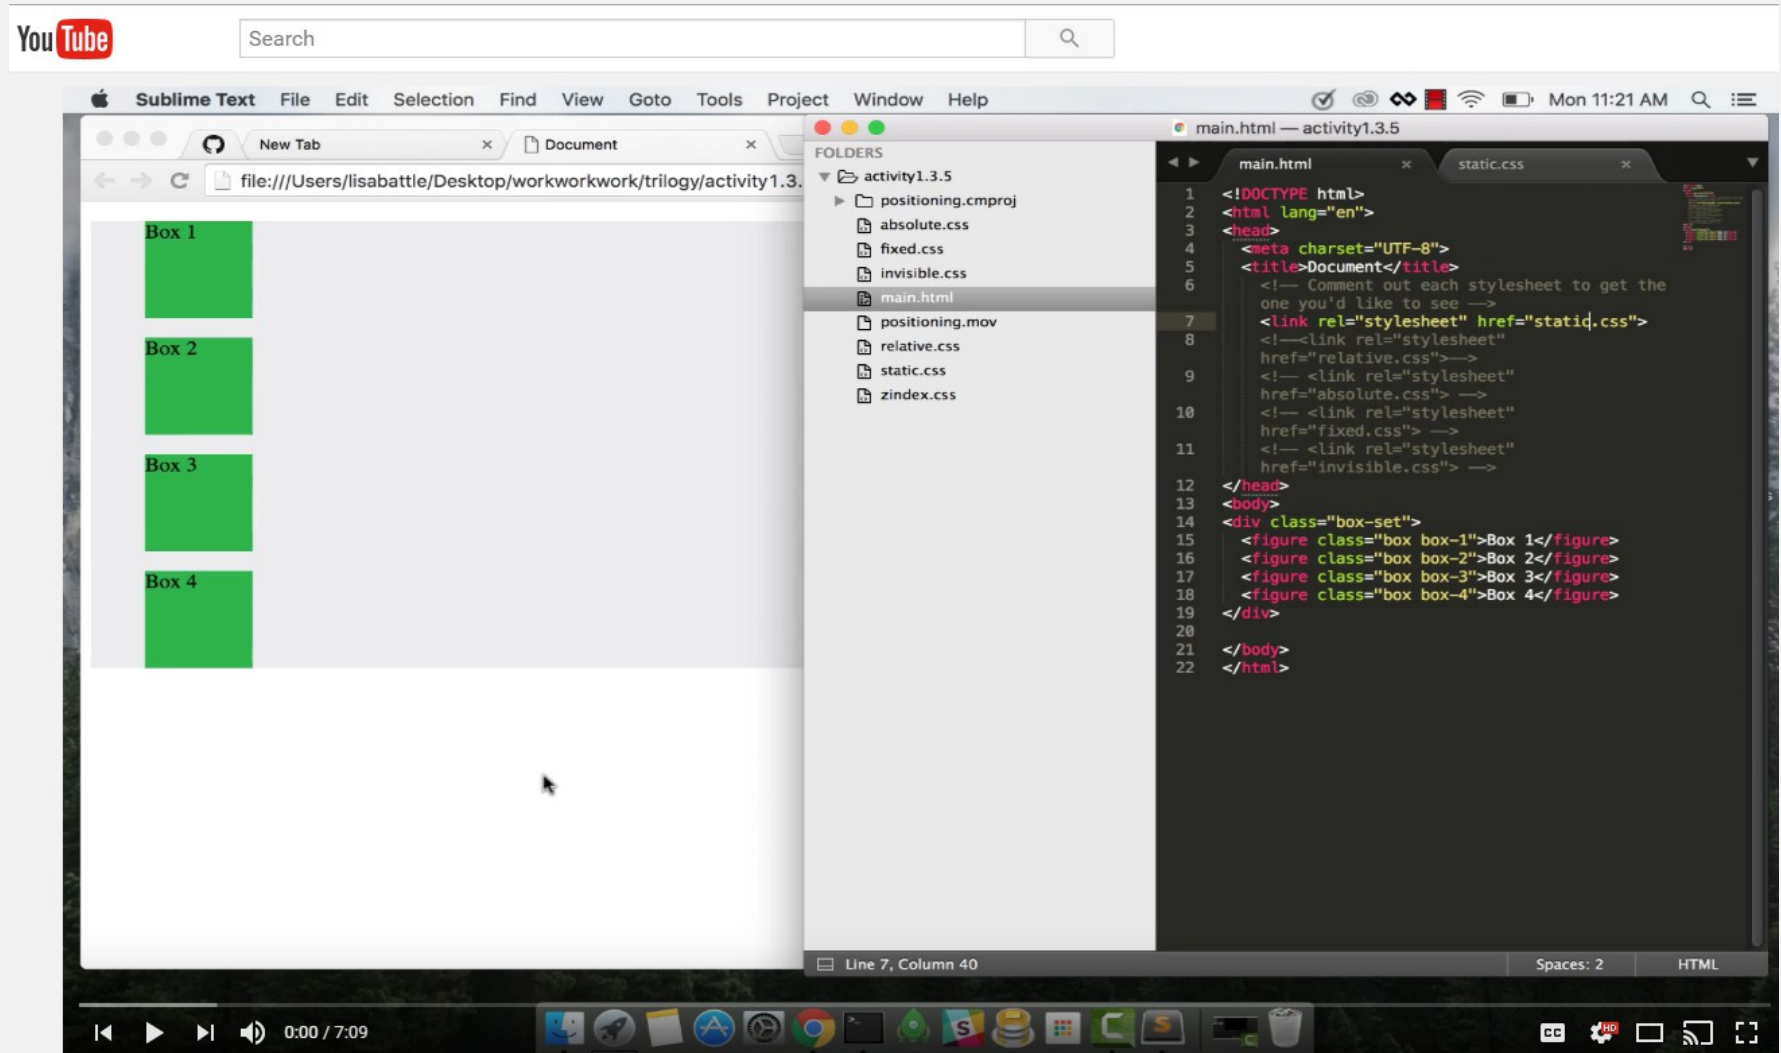 YouTube
Search
Sublime Text File Edit Selection Find View Goto Tools Project Window Help Mon 11:21 AM
New Tab
Document
file:///Users/lisabattle/Desktop/workworkwork/trilogy/activity1.3.
Box 1
Box 2
Box 3
Box 4
main.html — activity1.3.5
FOLDERS
activity1.3.5
positioning.cmproj
absolute.css
fixed.css
invisible.css
main.html
positioning.mov
relative.css
static.css
zindex.css
main.html static.css
1 <!DOCTYPE html>
2 <html lang="en">
3 <head>
4 <meta charset="UTF-8">
5 <title>Document</title>
6 <!-- Comment out each stylesheet to get the
one you'd like to see -->
7 <link rel="stylesheet" href="static.css">
8 <!--<link rel="stylesheet"
href="relative.css">-->
9 <!-- <link rel="stylesheet"
href="absolute.css"> -->
10 <!-- <link rel="stylesheet"
href="fixed.css"> -->
11 <!-- <link rel="stylesheet"
href="invisible.css"> -->
12 </head>
13 <body>
14 <div class="box-set">
15 <figure class="box box-1">Box 1</figure>
16 <figure class="box box-2">Box 2</figure>
17 <figure class="box box-3">Box 3</figure>
18 <figure class="box box-4">Box 4</figure>
19 </div>
20
21 </body>
22 </html>
Line 7, Column 40
Spaces: 2 HTML
0:00 / 7:09
CC HD